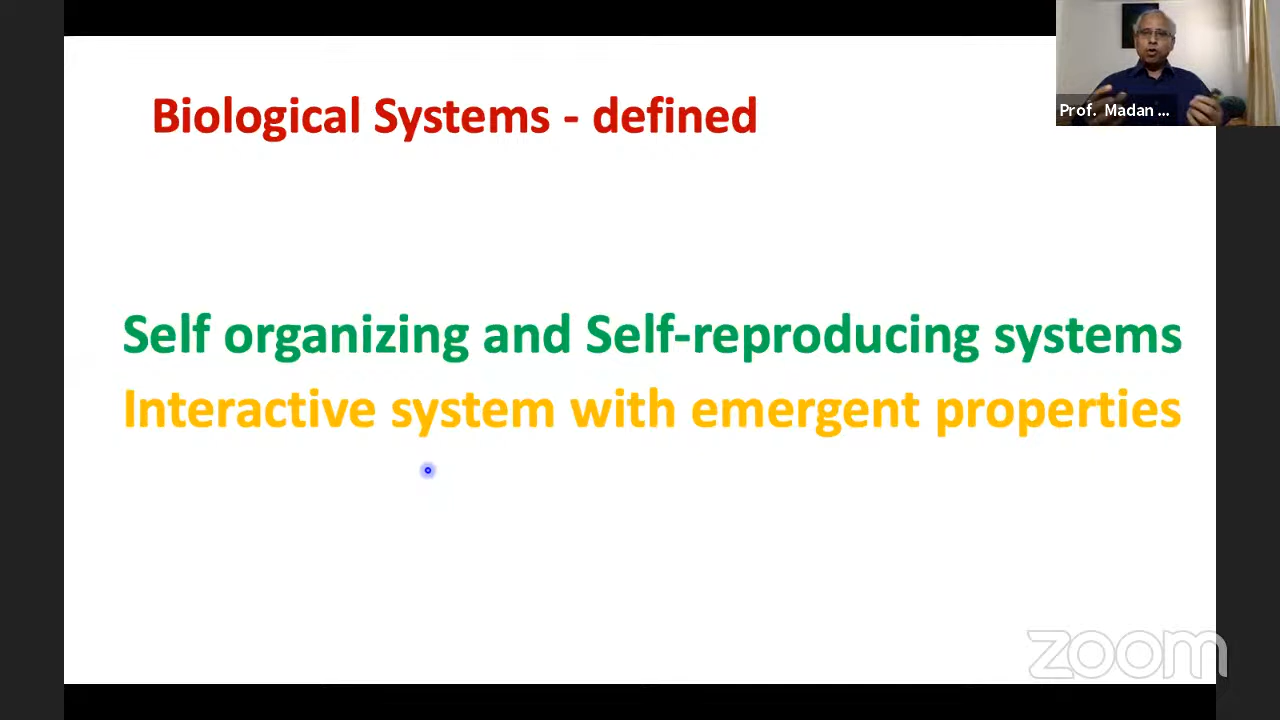 Biological Systems - defined
Prof. Madan ...
Self organizing and Self-reproducing systems
Interactive system with emergent properties
zoom